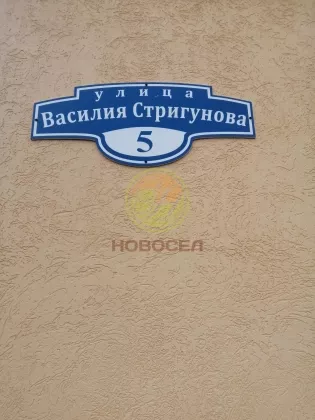 улица
Василия Стригунова
5
НОВОСЕЛ